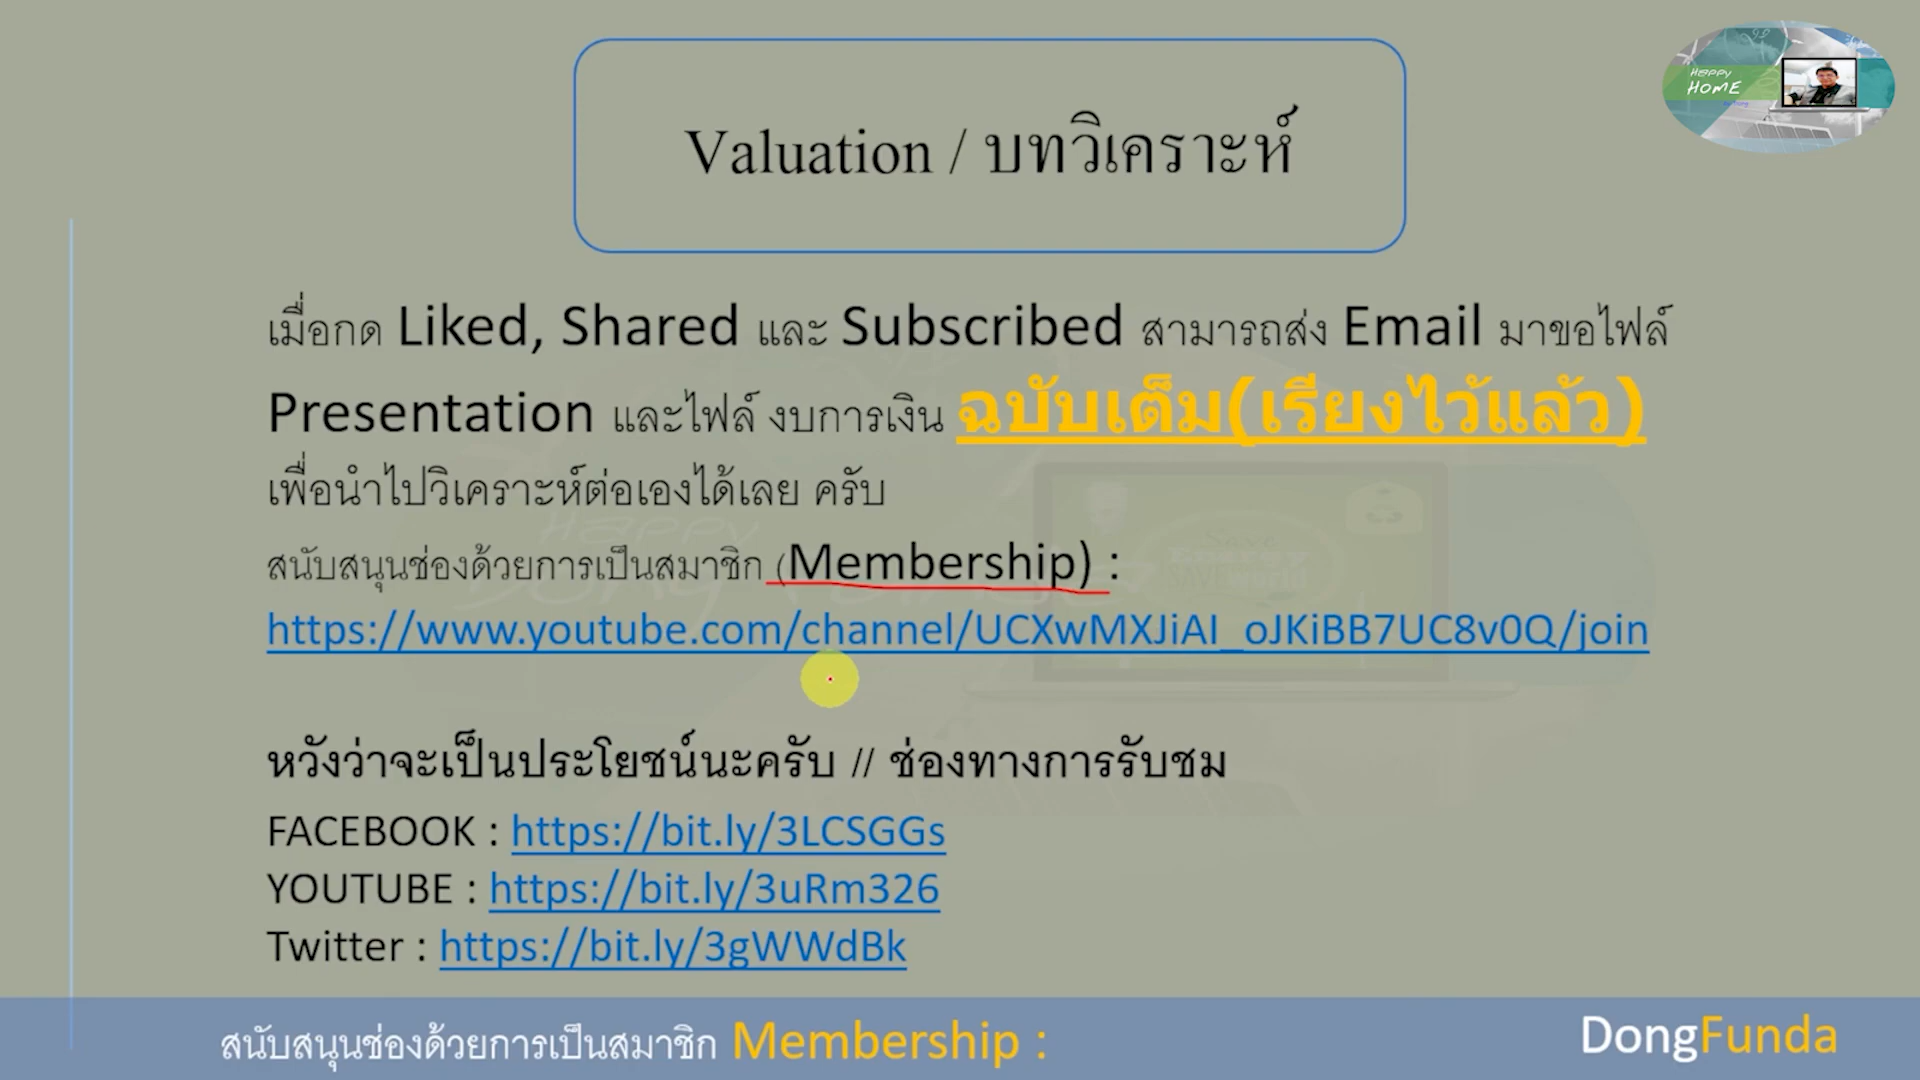 Happy
HOME
Valuation / บทวิเคราะห์
เมื่อกด Liked, Shared และ Subscribed สามารถส่ง Email มาขอไฟล์
Presentation และไฟล์ งบการเงิน ฉบับเต็ม(เรียงไว้แล้ว)
เพื่อนำไปวิเคราะห์ต่อเองได้เลย ครับ
สนับสนุนช่องด้วยการเป็นสมาชิก (Membership) :
https://www.youtube.com/channel/UCXwMXJiAI_oJKiBB7UC8v0Q/join
หวังว่าจะเป็นประโยชน์นะครับ // ช่องทางการรับชม
FACEBOOK : https://bit.ly/3LCSGGs
YOUTUBE : https://bit.ly/3uRm326
Twitter : https://bit.ly/3gWWdBk
สนับสนุนช่องด้วยการเป็นสมาชิก Membership :
DongFunda